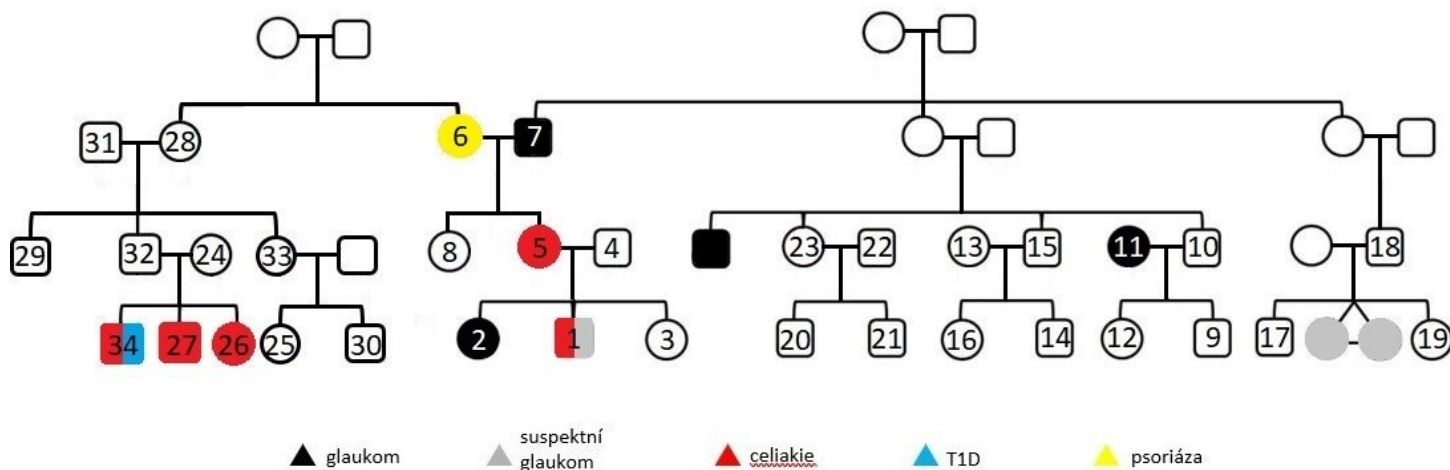 31 28 6 7
29 32 24 33 8 5 4 23 22 13 15 11 10 18
34 27 26 25 30 2 1 3 20 21 16 14 12 9 17 19
glaukom suspektní glaukom celiakie T1D psoriáza